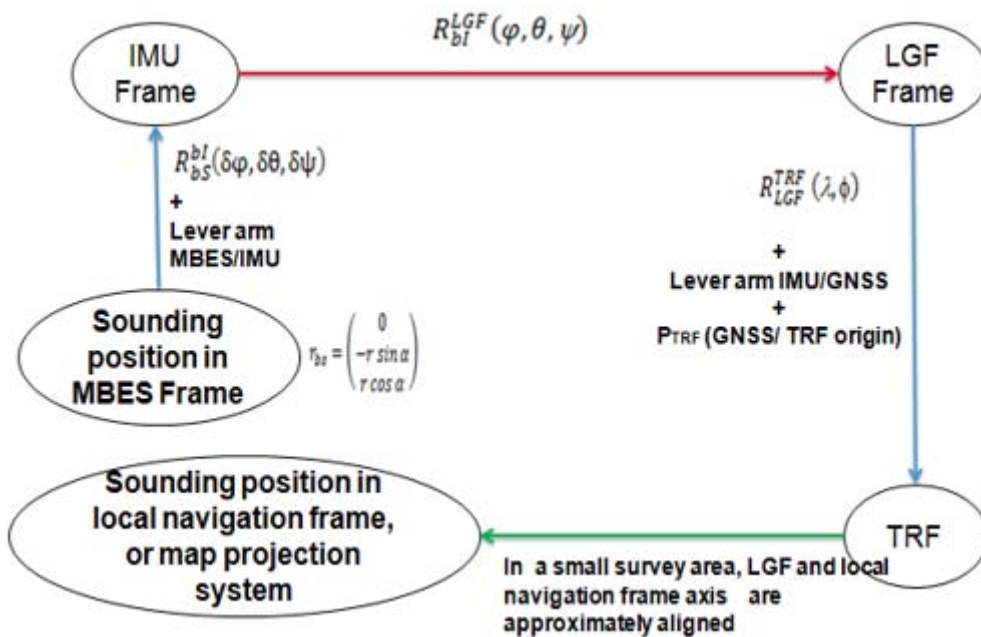 R_{bI}^{LGF}(φ, θ, ψ)
IMU
Frame
LGF
Frame
R_{bS}^{bI}(δφ, δθ, δψ)
+
Lever arm
MBES/IMU
R_{LGF}^{TRF}(λ, ϕ)
+
Lever arm IMU/GNSS
+
P_{TRF} (GNSS/ TRF origin)
Sounding
position in
MBES Frame
r_{bs} = ( 0
-r sin α
r cos α )
Sounding position in
local navigation frame,
or map projection
system
TRF
In a small survey area, LGF and local
navigation frame axis are
approximately aligned